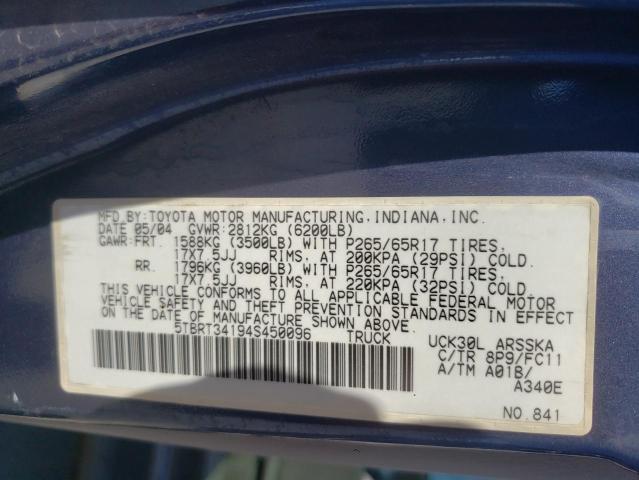 MFD.BY:TOYOTA MOTOR MANUFACTURING,INDIANA,INC.
DATE 05/04 GVWR:2812KG (6200LB)
GAWR:FRT. 1588KG (3500LB) WITH P265/65R17 TIRES,
17X7.5JJ RIMS, AT 200KPA (29PSI) COLD.
RR. 1796KG (3960LB) WITH P265/65R17 TIRES,
17X7.5JJ RIMS, AT 220KPA (32PSI) COLD.
THIS VEHICLE CONFORMS TO ALL APPLICABLE FEDERAL MOTOR
VEHICLE SAFETY AND THEFT PREVENTION STANDARDS IN EFFECT
ON THE DATE OF MANUFACTURE SHOWN ABOVE.
5TBRT34194S450096 TRUCK
UCK30L ARSSKA
C/TR 8P9/FC11
A/TM A01B/
A340E
NO.841